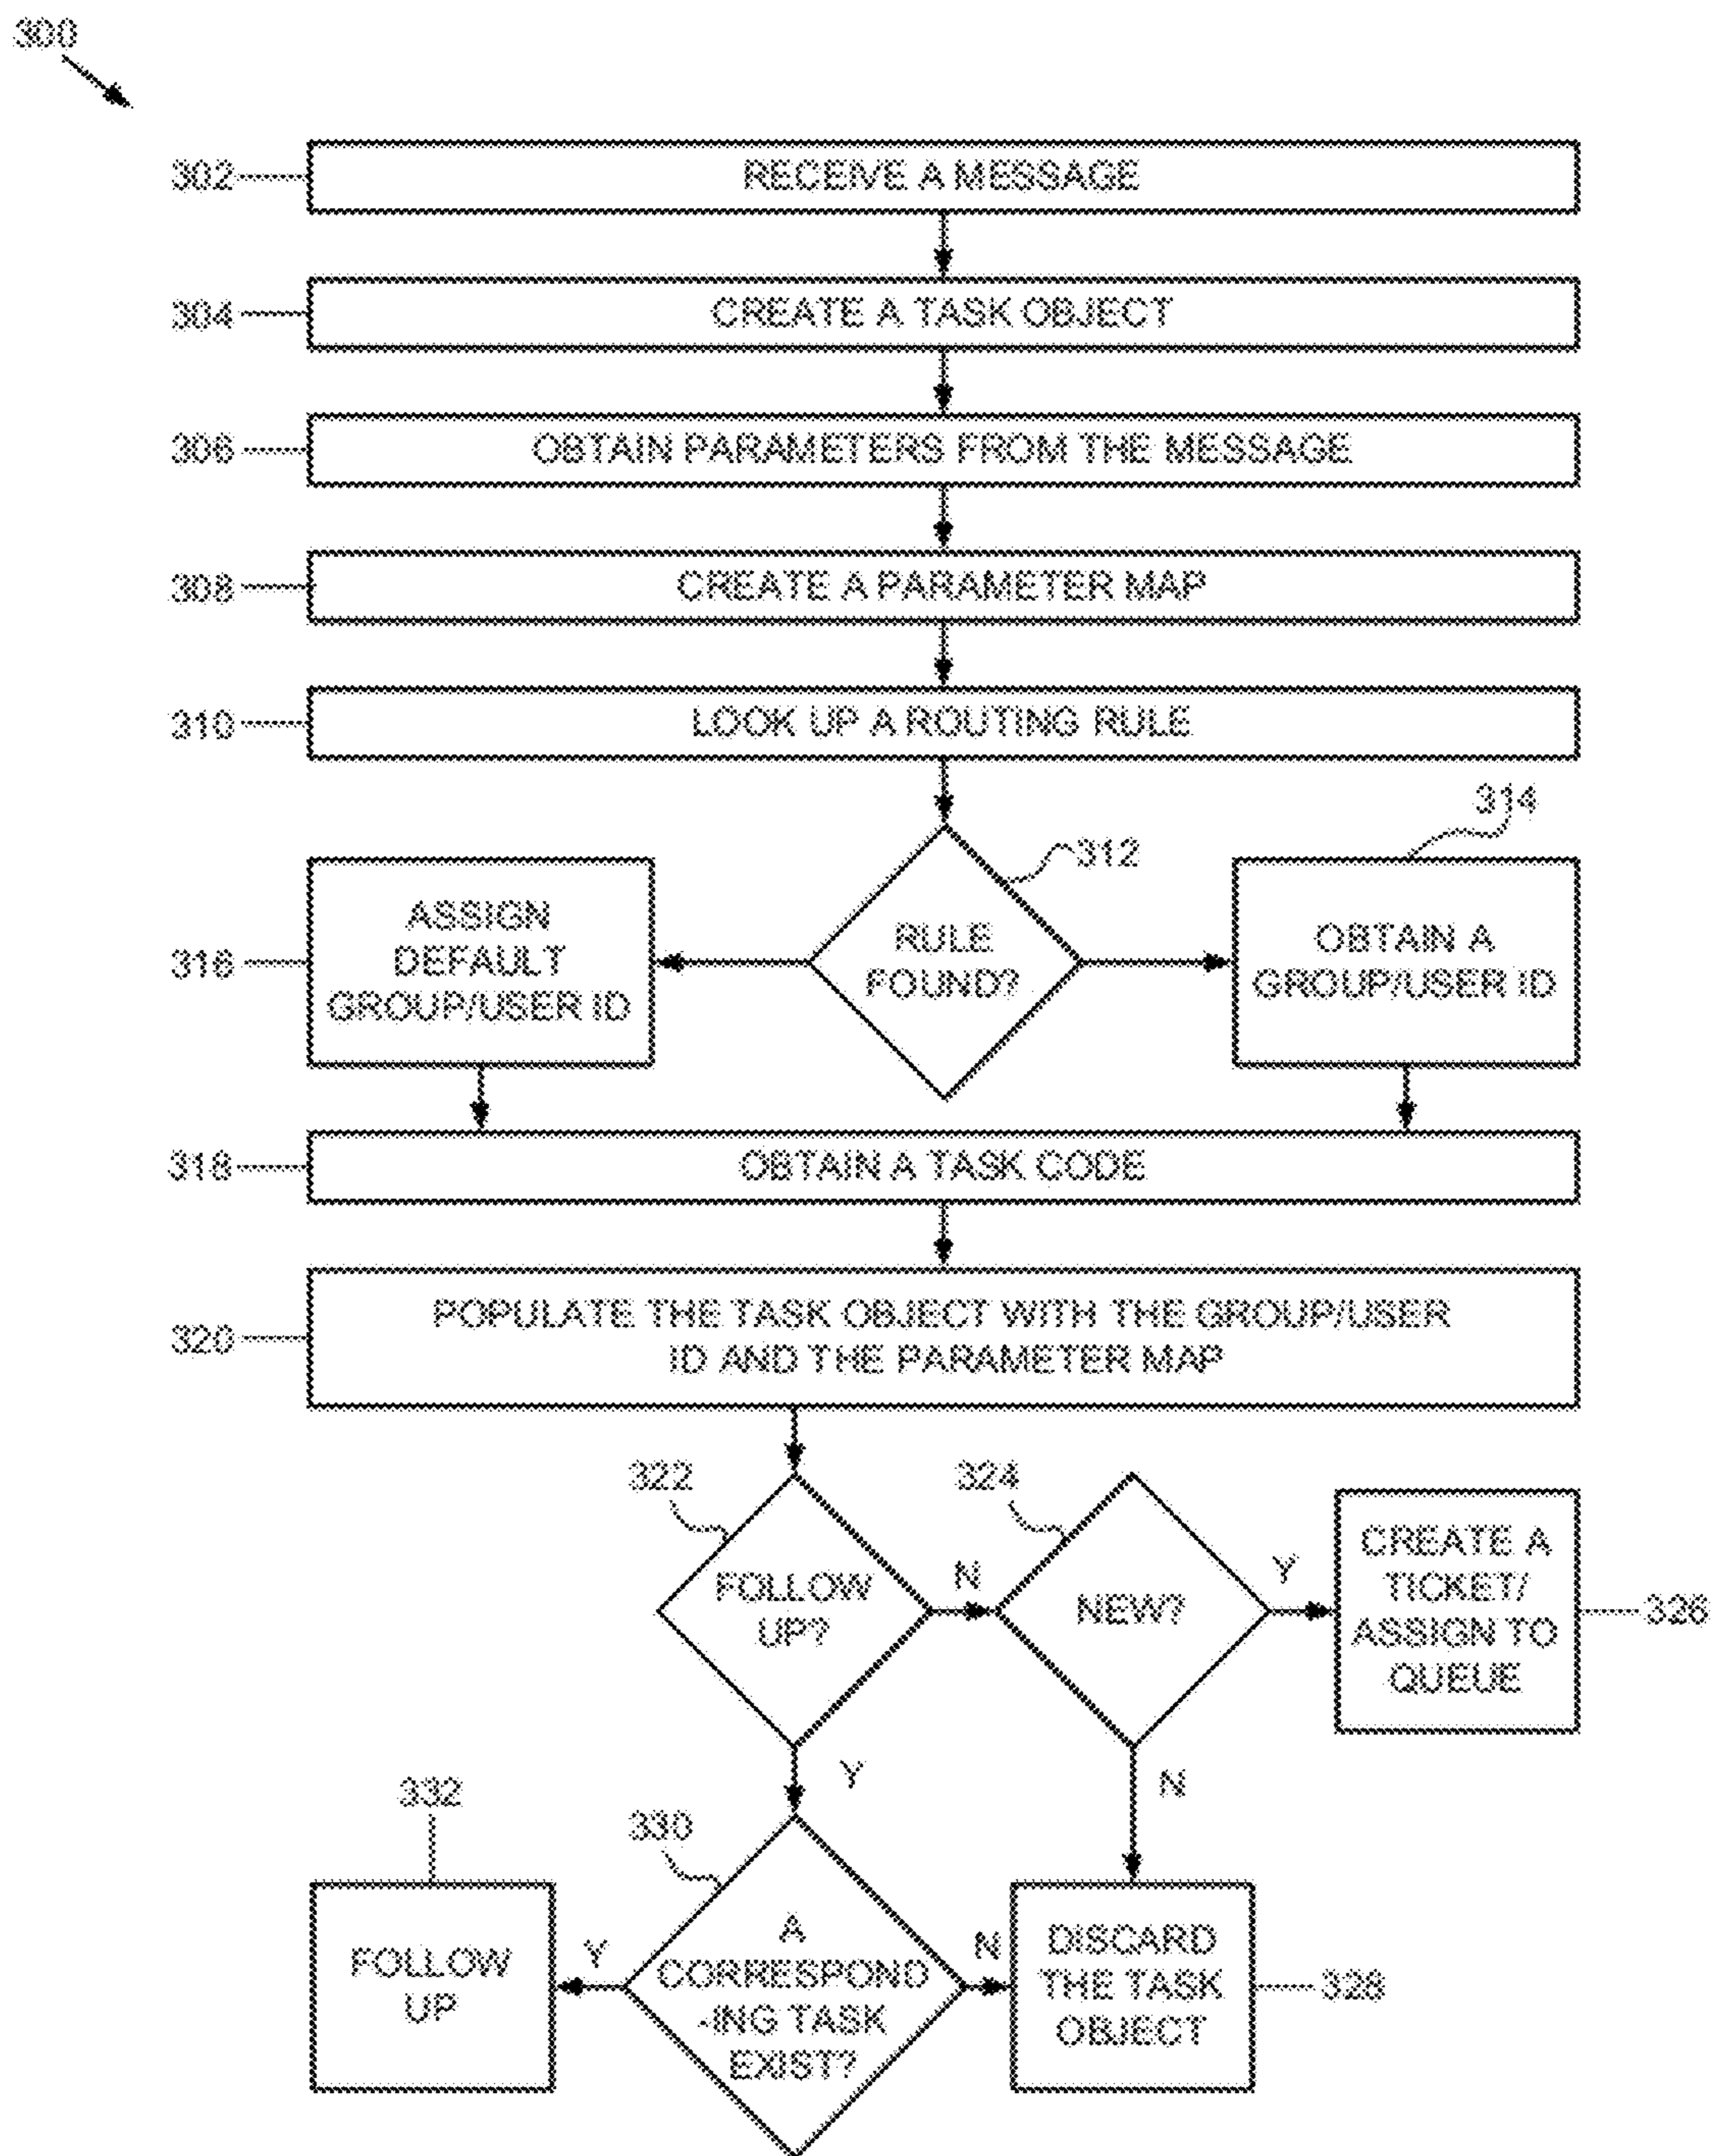 300
302
RECEIVE A MESSAGE
304
CREATE A TASK OBJECT
306
OBTAIN PARAMETERS FROM THE MESSAGE
308
CREATE A PARAMETER MAP
310
LOOK UP A ROUTING RULE
312
314
316
ASSIGN
DEFAULT
GROUP/USER ID
RULE
FOUND?
OBTAIN A
GROUP/USER ID
318
OBTAIN A TASK CODE
320
POPULATE THE TASK OBJECT WITH THE GROUP/USER
ID AND THE PARAMETER MAP
322
FOLLOW
UP?
N
324
NEW?
Y
CREATE A
TICKET/
ASSIGN TO
QUEUE
326
Y
N
332
FOLLOW
UP
Y
330
A
CORRESPOND
-ING TASK
EXIST?
N
DISCARD
THE TASK
OBJECT
328